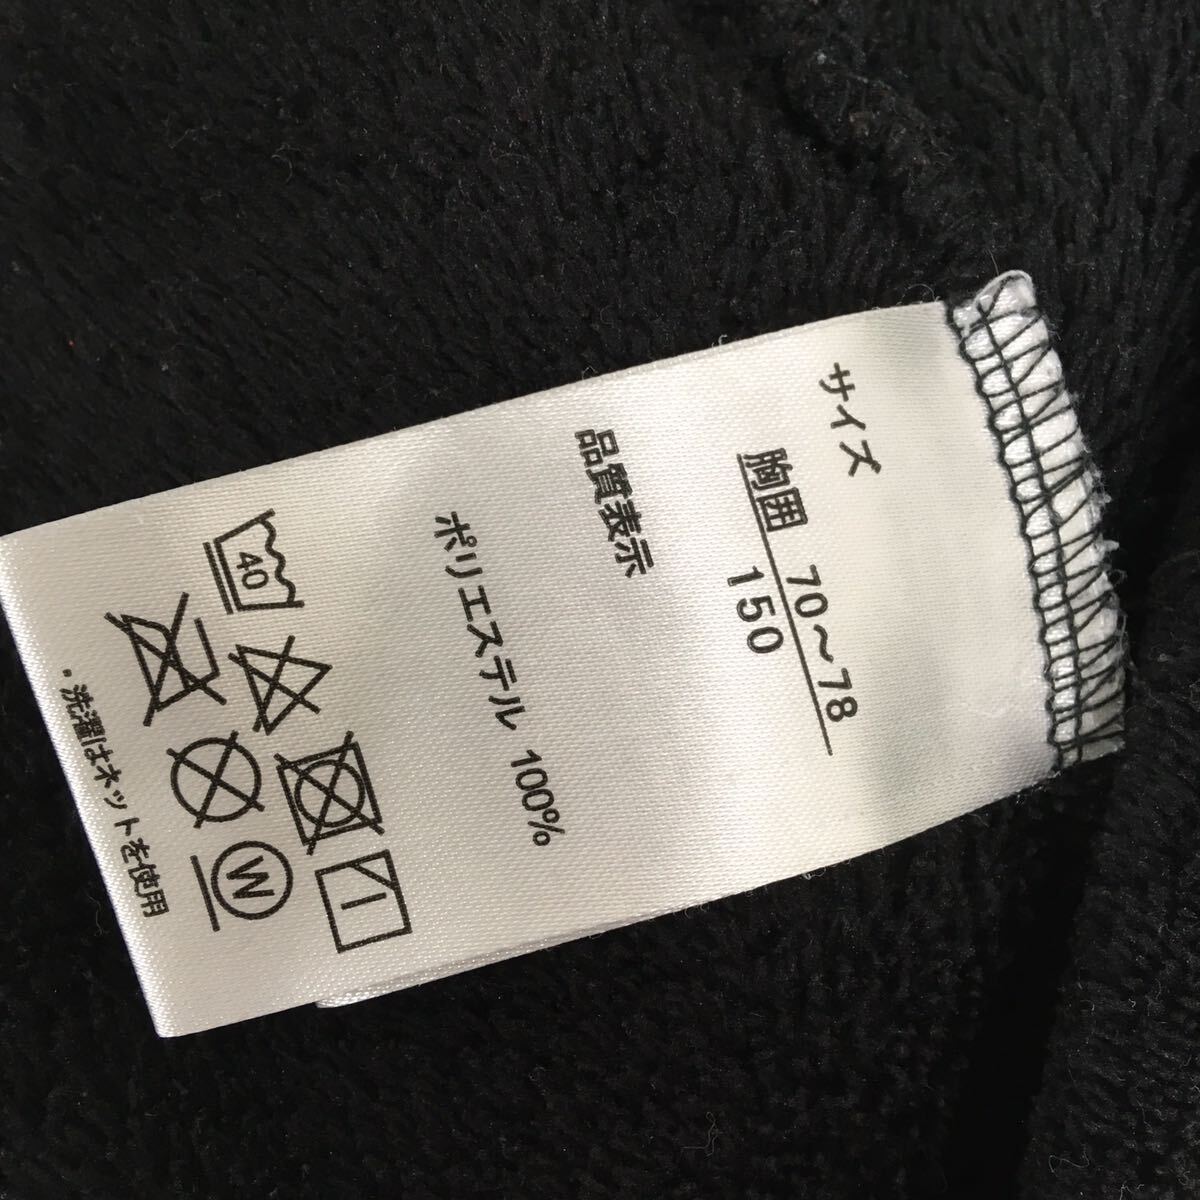 サイズ
胸囲 70～78
150
品質表示
ポリエステル 100%
40
W
・洗濯はネットを使用